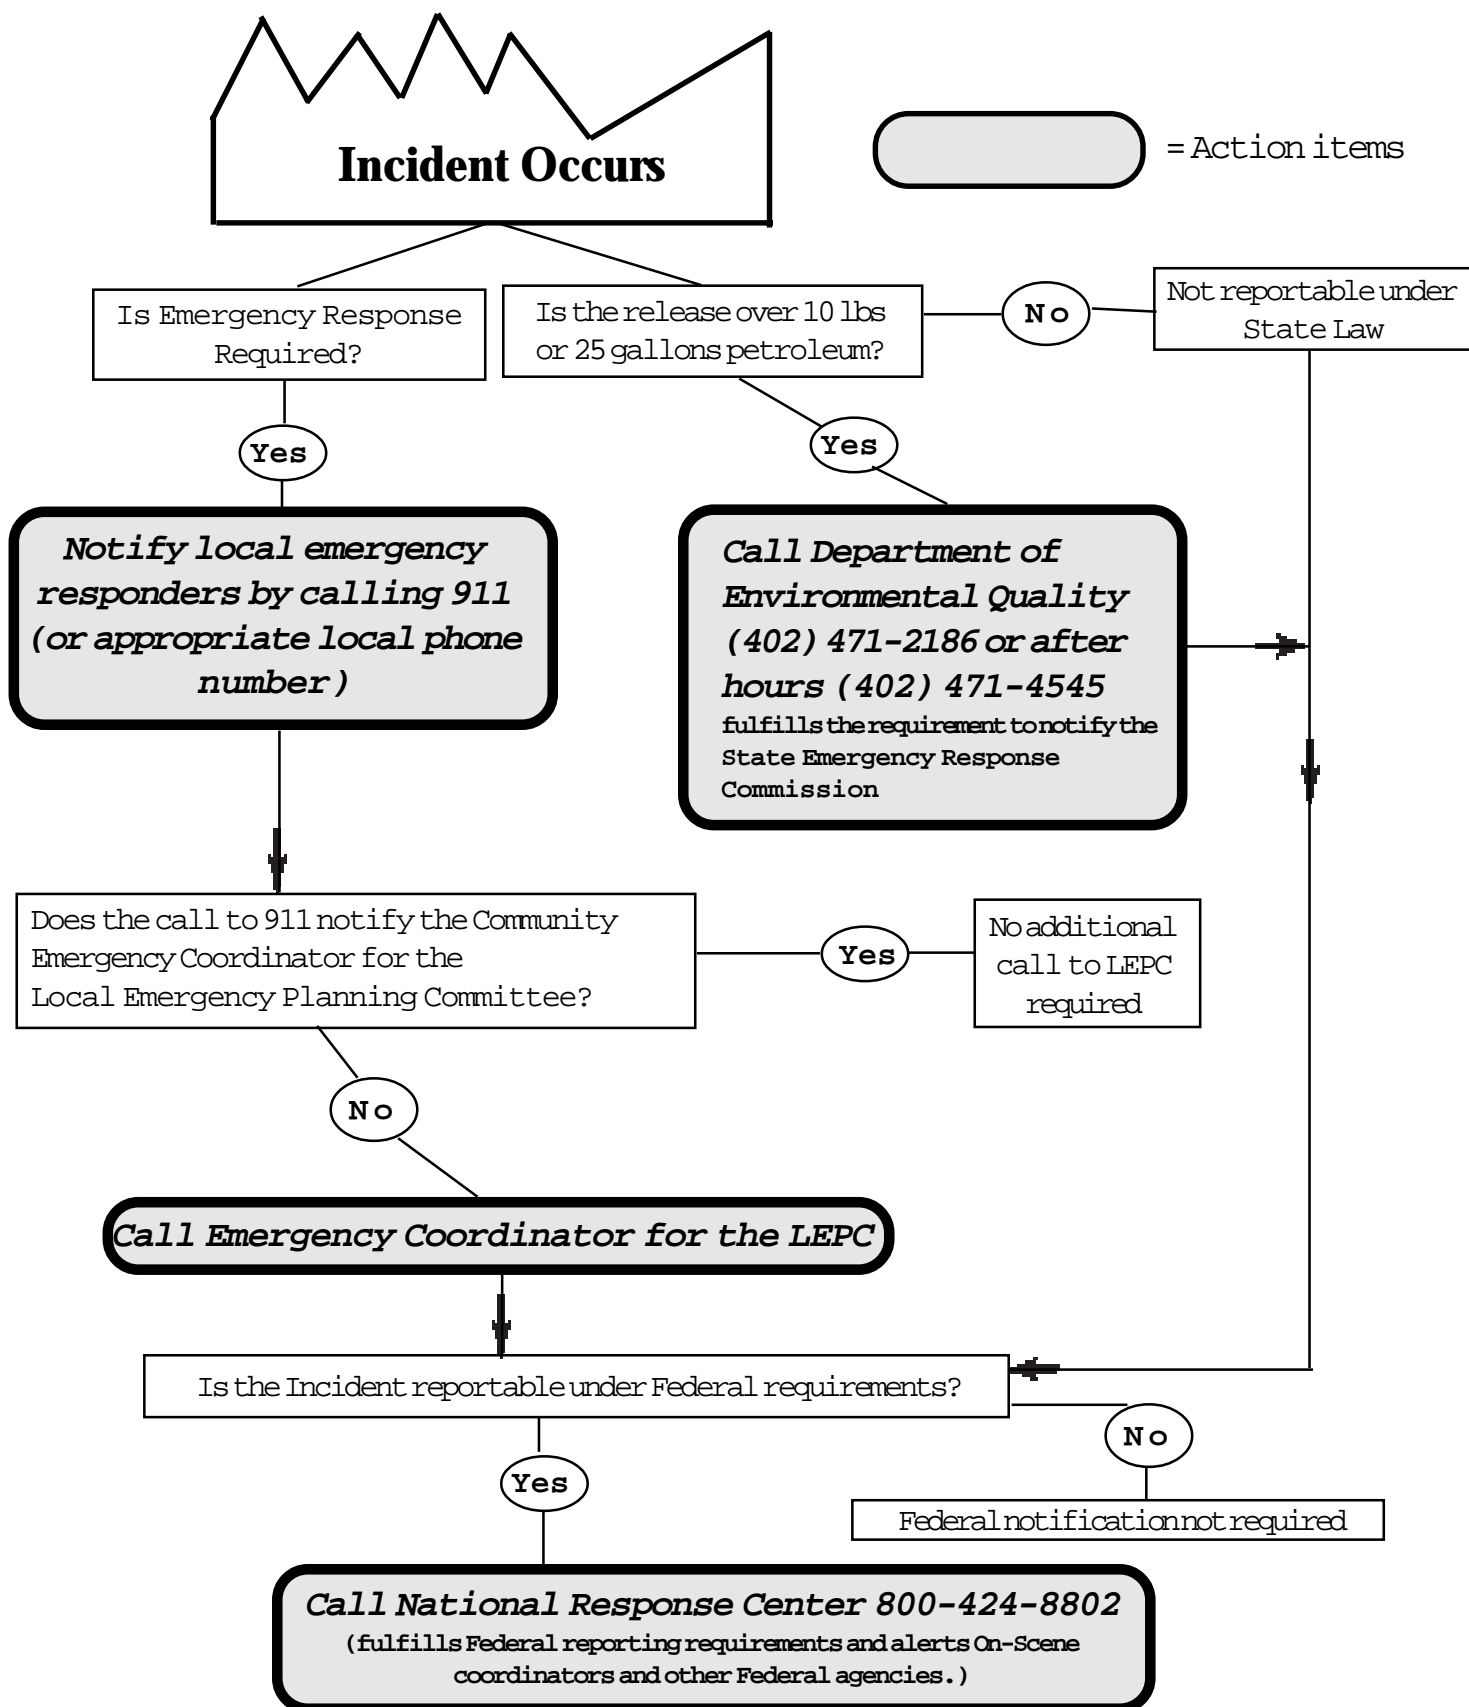 Incident Occurs
= Action items
Is Emergency Response
Required?
Is the release over 10 lbs
or 25 gallons petroleum?
No
Not reportable under
State Law
Yes
Yes
Notify local emergency
responders by calling 911
(or appropriate local phone
number)
Call Department of
Environmental Quality
(402) 471-2186 or after
hours (402) 471-4545
fulfills the requirement to notify the
State Emergency Response
Commission
Does the call to 911 notify the Community
Emergency Coordinator for the
Local Emergency Planning Committee?
Yes
No additional
call to LEPC
required
No
Call Emergency Coordinator for the LEPC
Is the Incident reportable under Federal requirements?
No
Yes
Federal notification not required
Call National Response Center 800-424-8802
(fulfills Federal reporting requirements and alerts On-Scene
coordinators and other Federal agencies.)